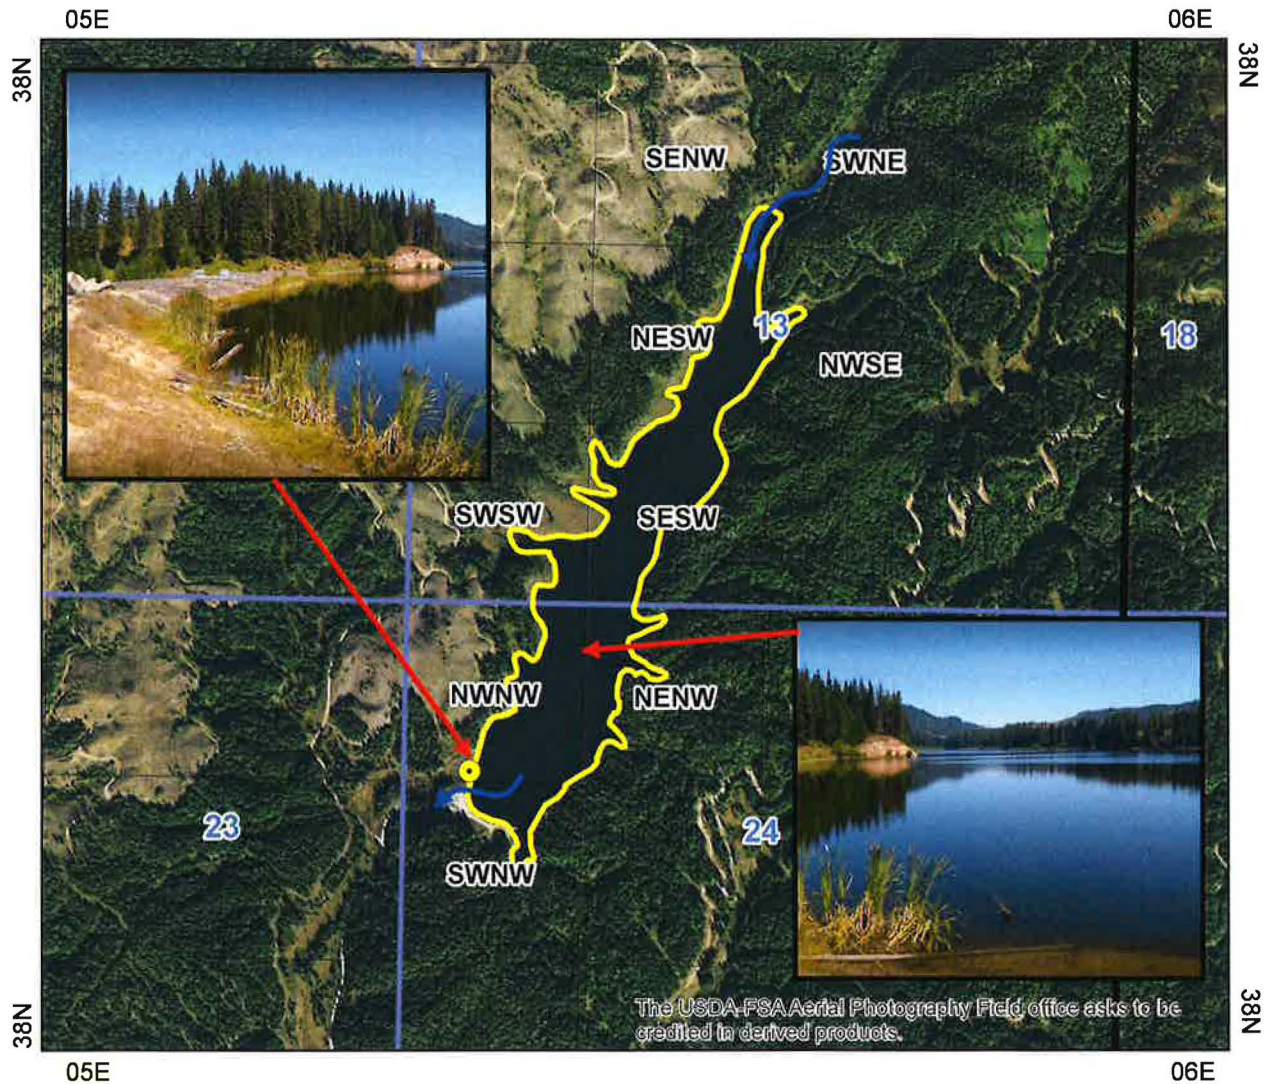 05E
06E
38N
38N
SENW
SWNE
NESW
13
18
NWSE
SWSW
SESW
NWNW
NENW
23
24
SWNW
The USDA-FSA Aerial Photography Field office asks to be
credited in derived products.
38N
38N
05E
06E